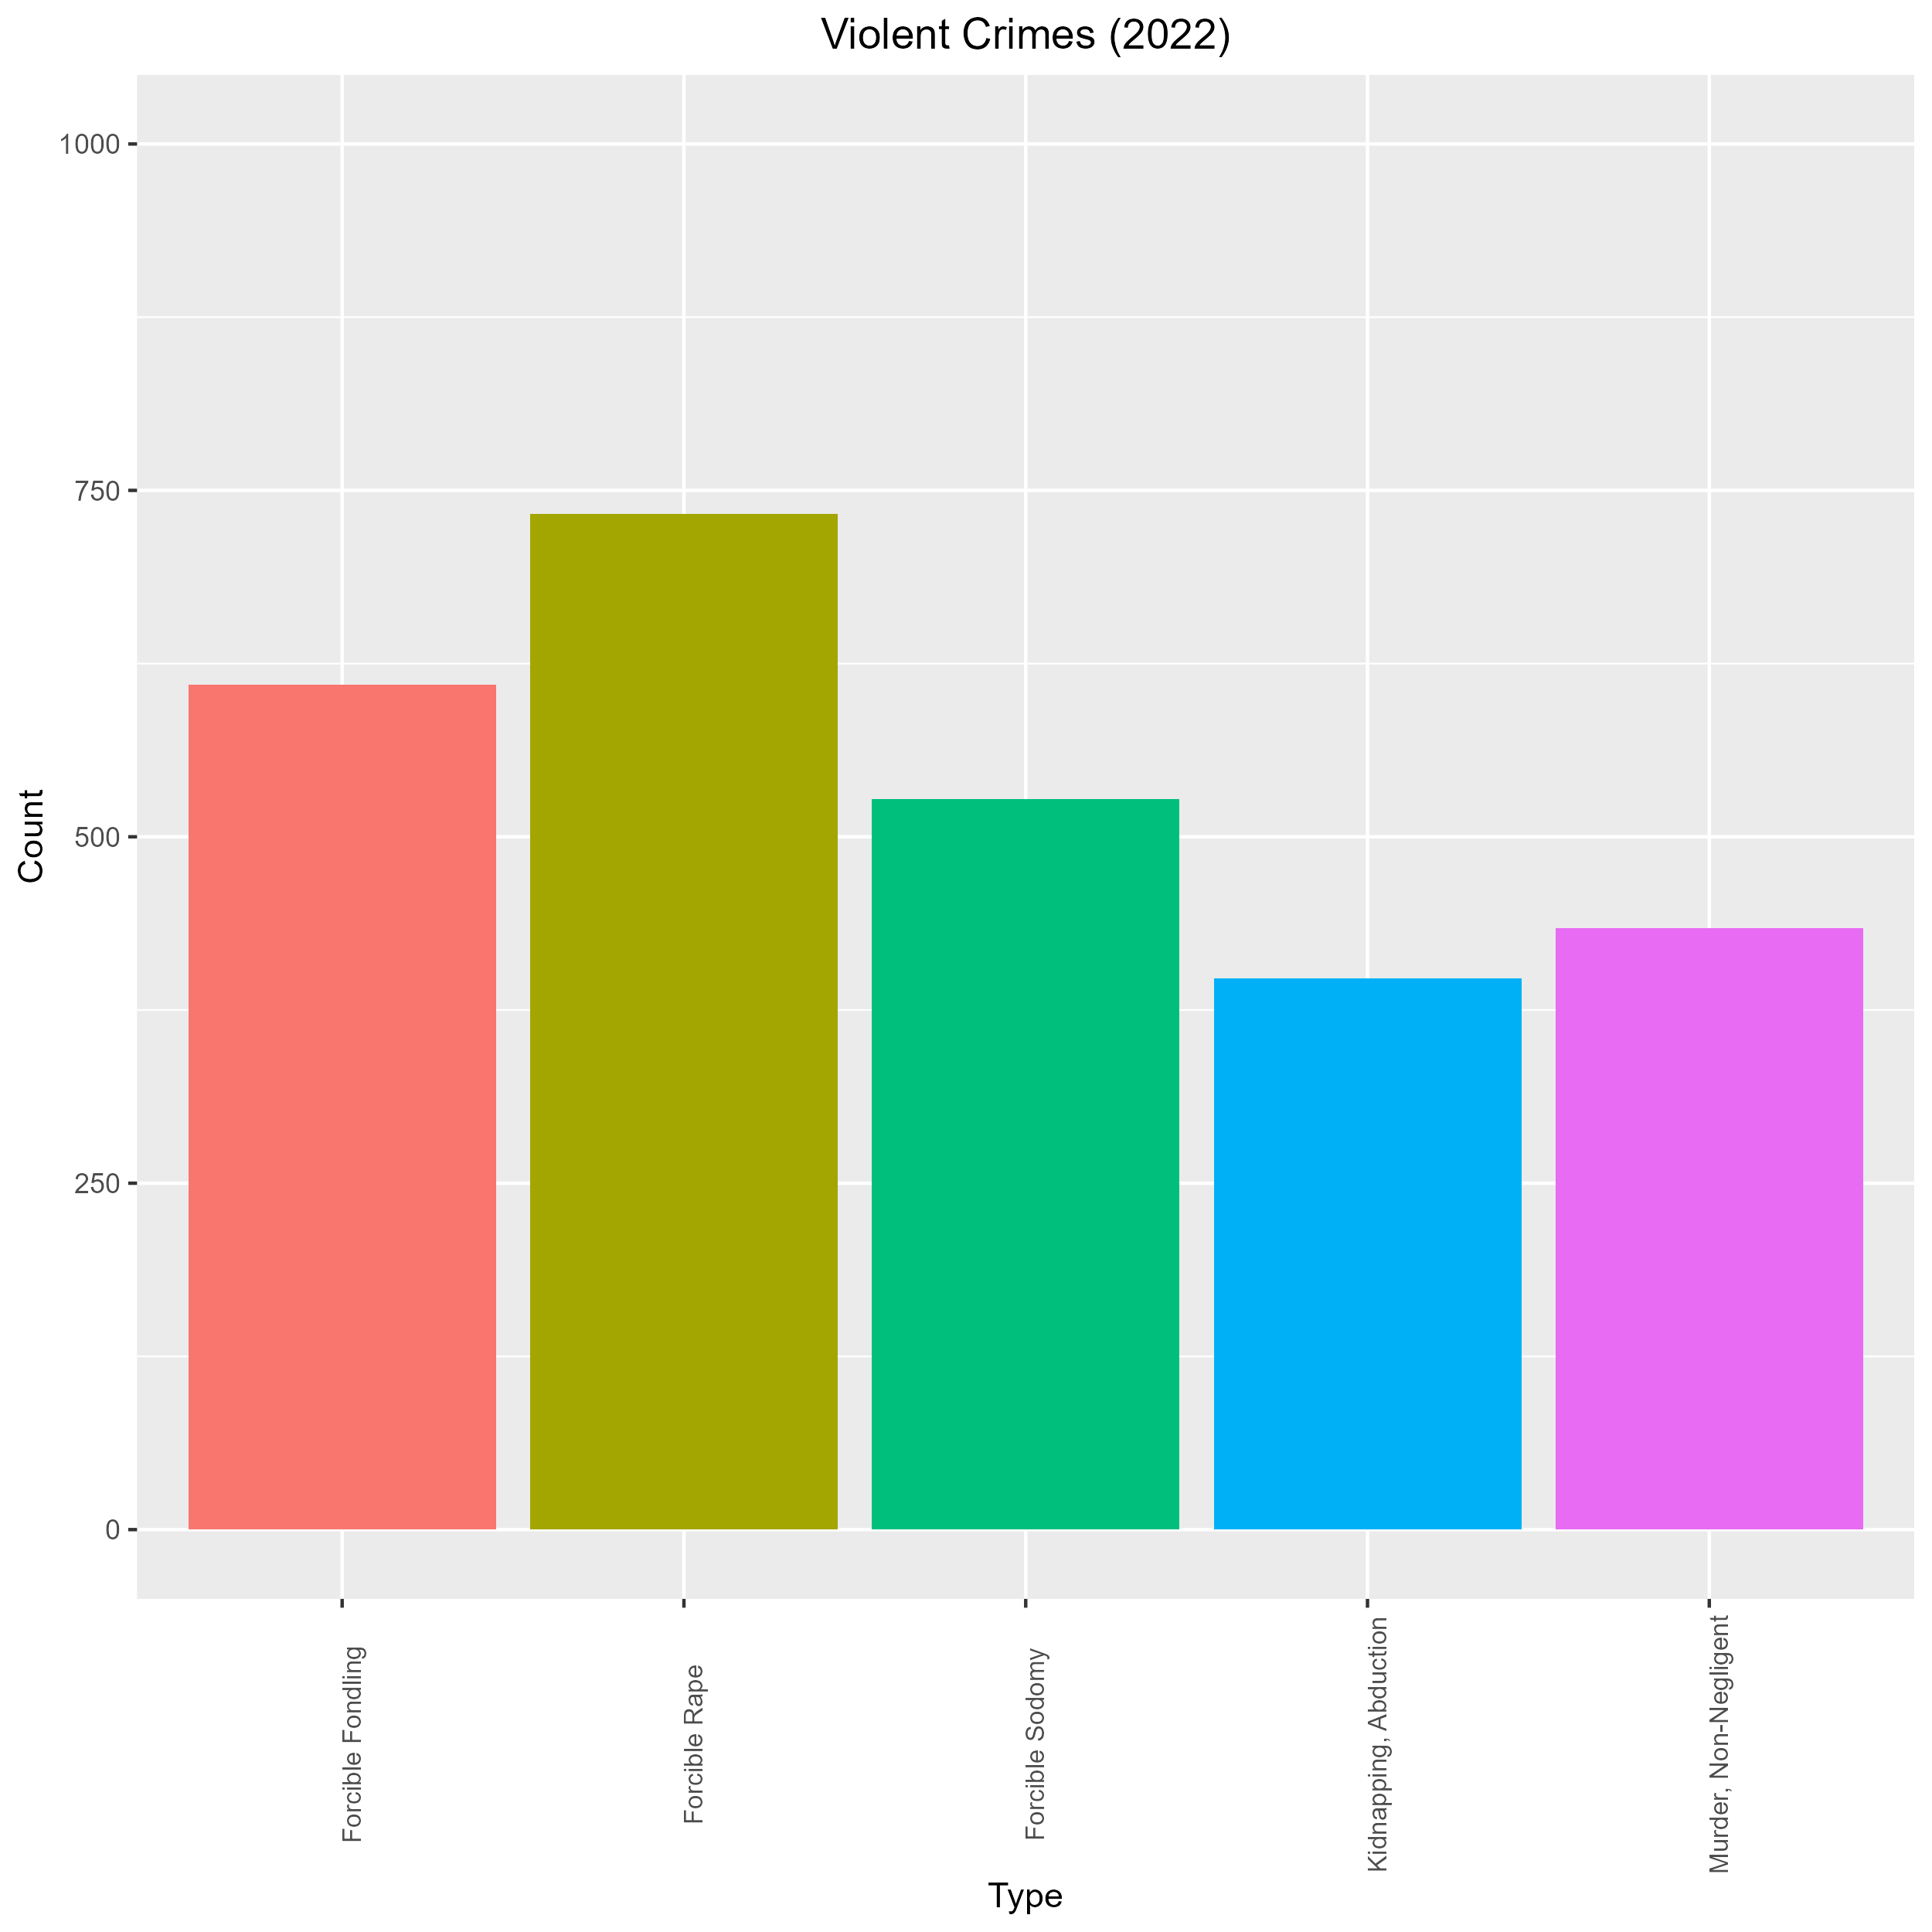 Violent Crimes (2022)
1000
750
500
250
0
Count
Forcible Fondling
Forcible Rape
Forcible Sodomy
Kidnapping, Abduction
Murder, Non-Negligent
Type